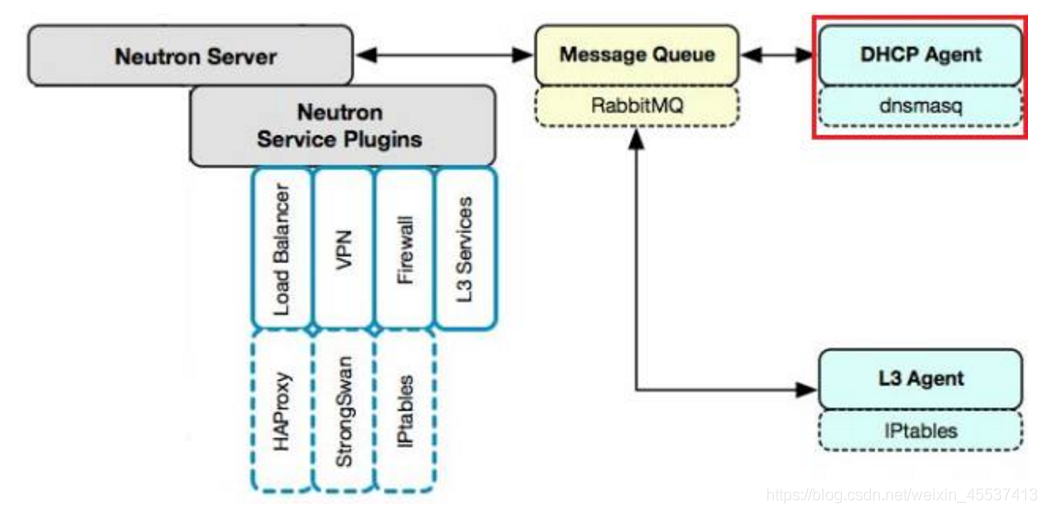 Neutron Server
Message Queue
DHCP Agent
RabbitMQ
dnsmasq
Neutron
Service Plugins
Load Balancer
VPN
Firewall
L3 Services
HAProxy
StrongSwan
IPtables
L3 Agent
IPtables
https://blog.csdn.net/weixin_45537413